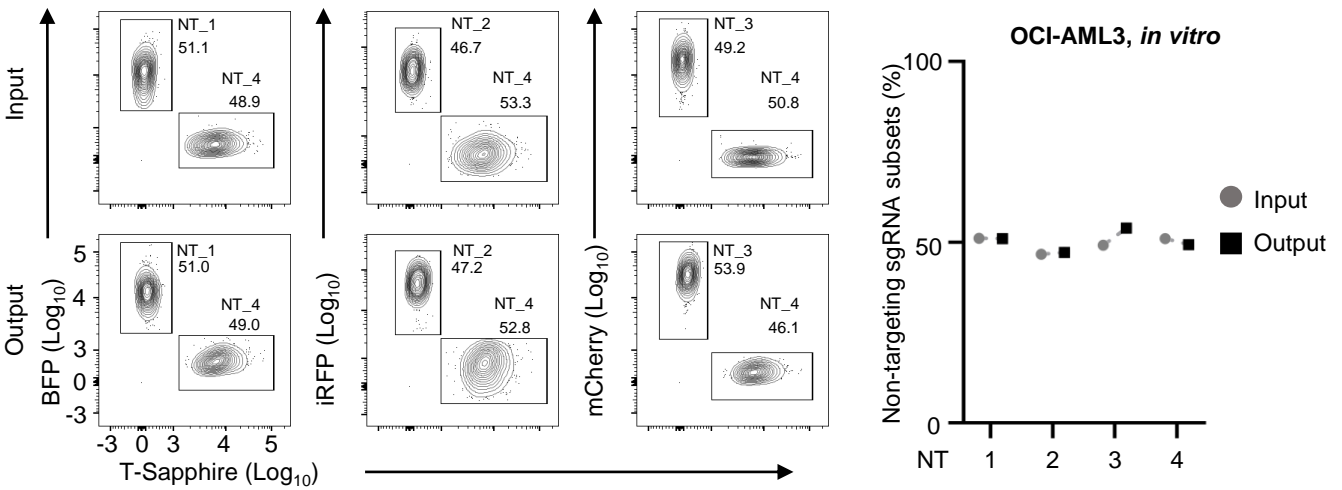 Input
NT_1
51.1
NT_4
48.9
NT_2
46.7
NT_4
53.3
NT_3
49.2
NT_4
50.8
Output
BFP (Log10)
5
4
3
0
-3
NT_1
51.0
NT_4
49.0
-3 0 3 4 5
T-Sapphire (Log10)
iRFP (Log10)
NT_2
47.2
NT_4
52.8
mCherry (Log10)
NT_3
53.9
NT_4
46.1
OCI-AML3, in vitro
Non-targeting sgRNA subsets (%)
100
50
0
NT 1 2 3 4
Input
Output